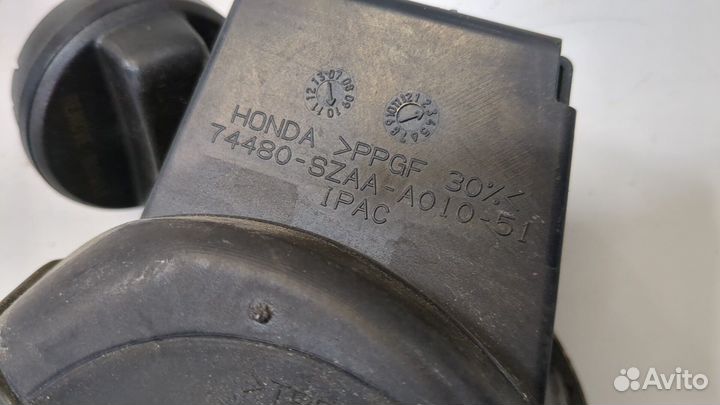 HONDA >PPGF 30%<
74480-SZAA-A010-51
IPAC
Avito